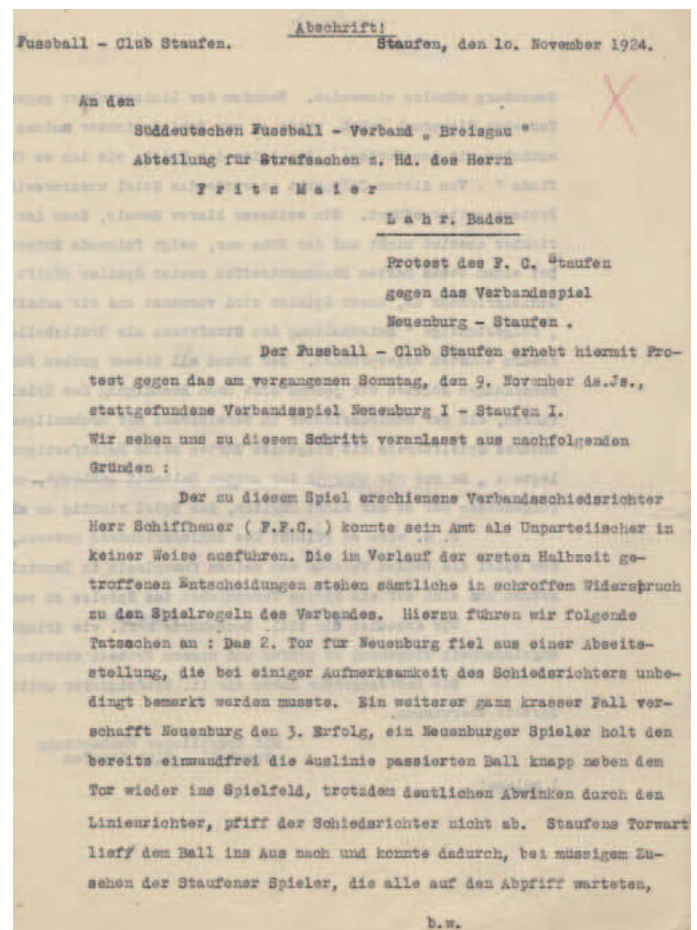 Abschrift!
Fussball - Club Staufen. Staufen, den 10. November 1924.
An den
Süddeutschen Fussball - Verband „ Breisgau "
Abteilung für Strafsachen z. Hd. des Herrn
F r i t z M a i e r
L a h r. Baden
Protest des F. C. Staufen
gegen das Verbandsspiel
Neuenburg - Staufen .
Der Fussball - Club Staufen erhebt hiermit Pro-
test gegen das am vergangenen Sonntag, den 9. November ds.Js.,
stattgefundene Verbandsspiel Neuenburg I - Staufen I.
Wir sehen uns zu diesem Schritt veranlasst aus nachfolgenden
Gründen :
Der zu diesem Spiel erschienene Verbandsschiedsrichter
Herr Schiffhauer ( F.F.C. ) konnte sein Amt als Unparteiischer in
keiner Weise ausführen. Die im Verlauf der ersten Halbzeit ge-
troffenen Entscheidungen stehen sämtliche in schroffem Widerspruch
zu den Spielregeln des Verbandes. Hierzu führen wir folgende
Tatsachen an : Das 2. Tor für Neuenburg fiel aus einer Abseits-
stellung, die bei einiger Aufmerksamkeit des Schiedsrichters unbe-
dingt bemerkt werden musste. Ein weiterer ganz krasser Fall ver-
schafft Neuenburg den 3. Erfolg, ein Neuenburger Spieler holt den
bereits einwandfrei die Auslinie passierten Ball knapp neben dem
Tor wieder ins Spielfeld, trotzdem deutlichen Abwinken durch den
Linienrichter, pfiff der Schiedsrichter nicht ab. Staufens Torwart
lief dem Ball ins Aus nach und konnte dadurch, bei müssigem Zu-
sehen der Staufener Spieler, die alle auf den Abpfiff warteten,
b.w.